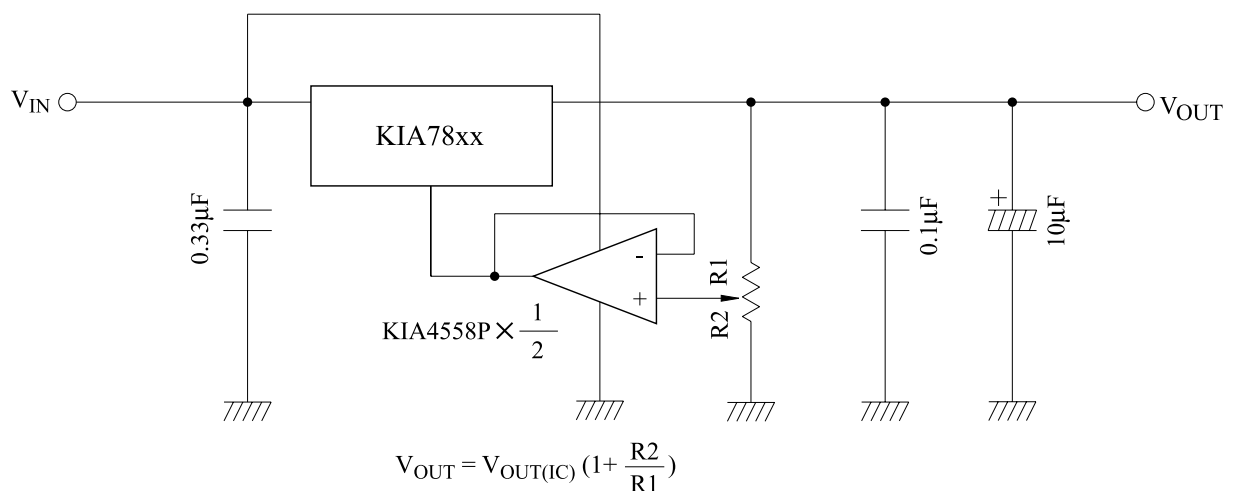 VIN
KIA78xx
VOUT
0.33µF
R1
R2
0.1µF
+
10µF
-
+
KIA4558P × 1/2
VOUT = VOUT(IC) (1+ R2/R1)